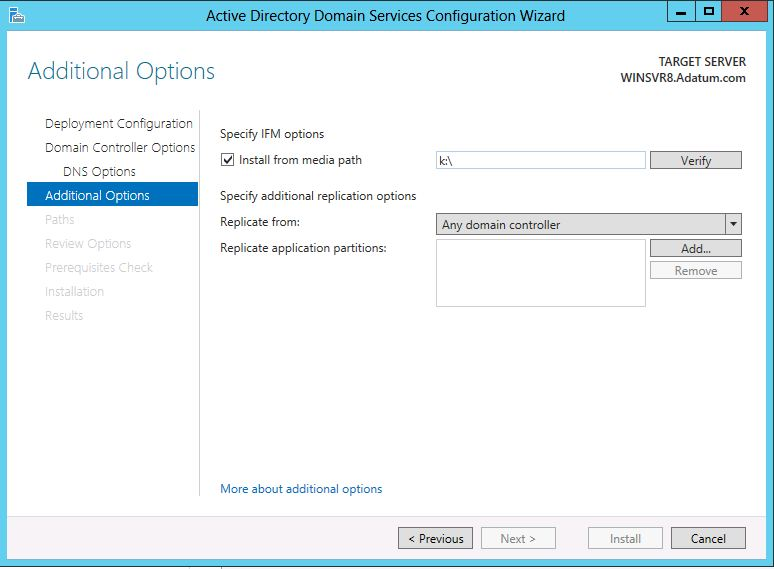 Active Directory Domain Services Configuration Wizard
Additional Options
TARGET SERVER
WINSVR8.Adatum.com
Deployment Configuration
Domain Controller Options
DNS Options
Additional Options
Paths
Review Options
Prerequisites Check
Installation
Results
Specify IFM options
Install from media path
k:\
Verify
Specify additional replication options
Replicate from:
Any domain controller
Replicate application partitions:
Add...
Remove
More about additional options
< Previous
Next >
Install
Cancel